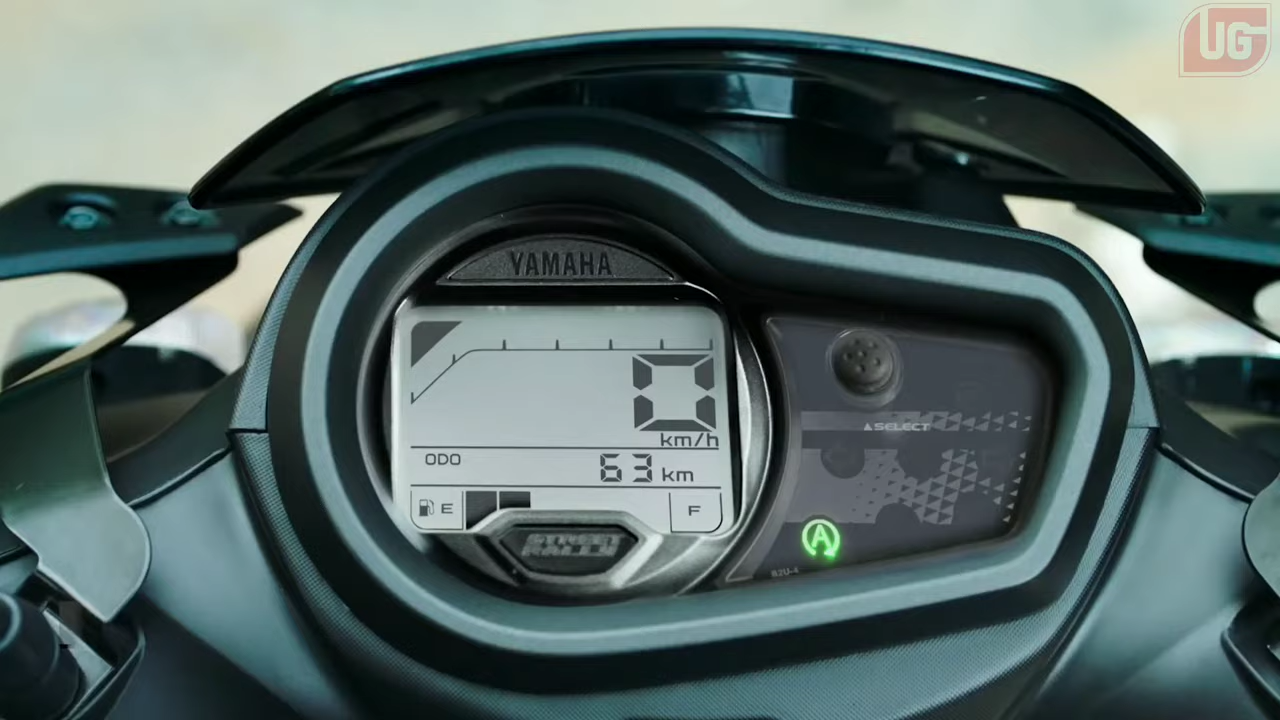 UG
YAMAHA
0
km/h
ODO
63 km
E
F
STREET
RALLY
▲SELECT
A
B2U-4